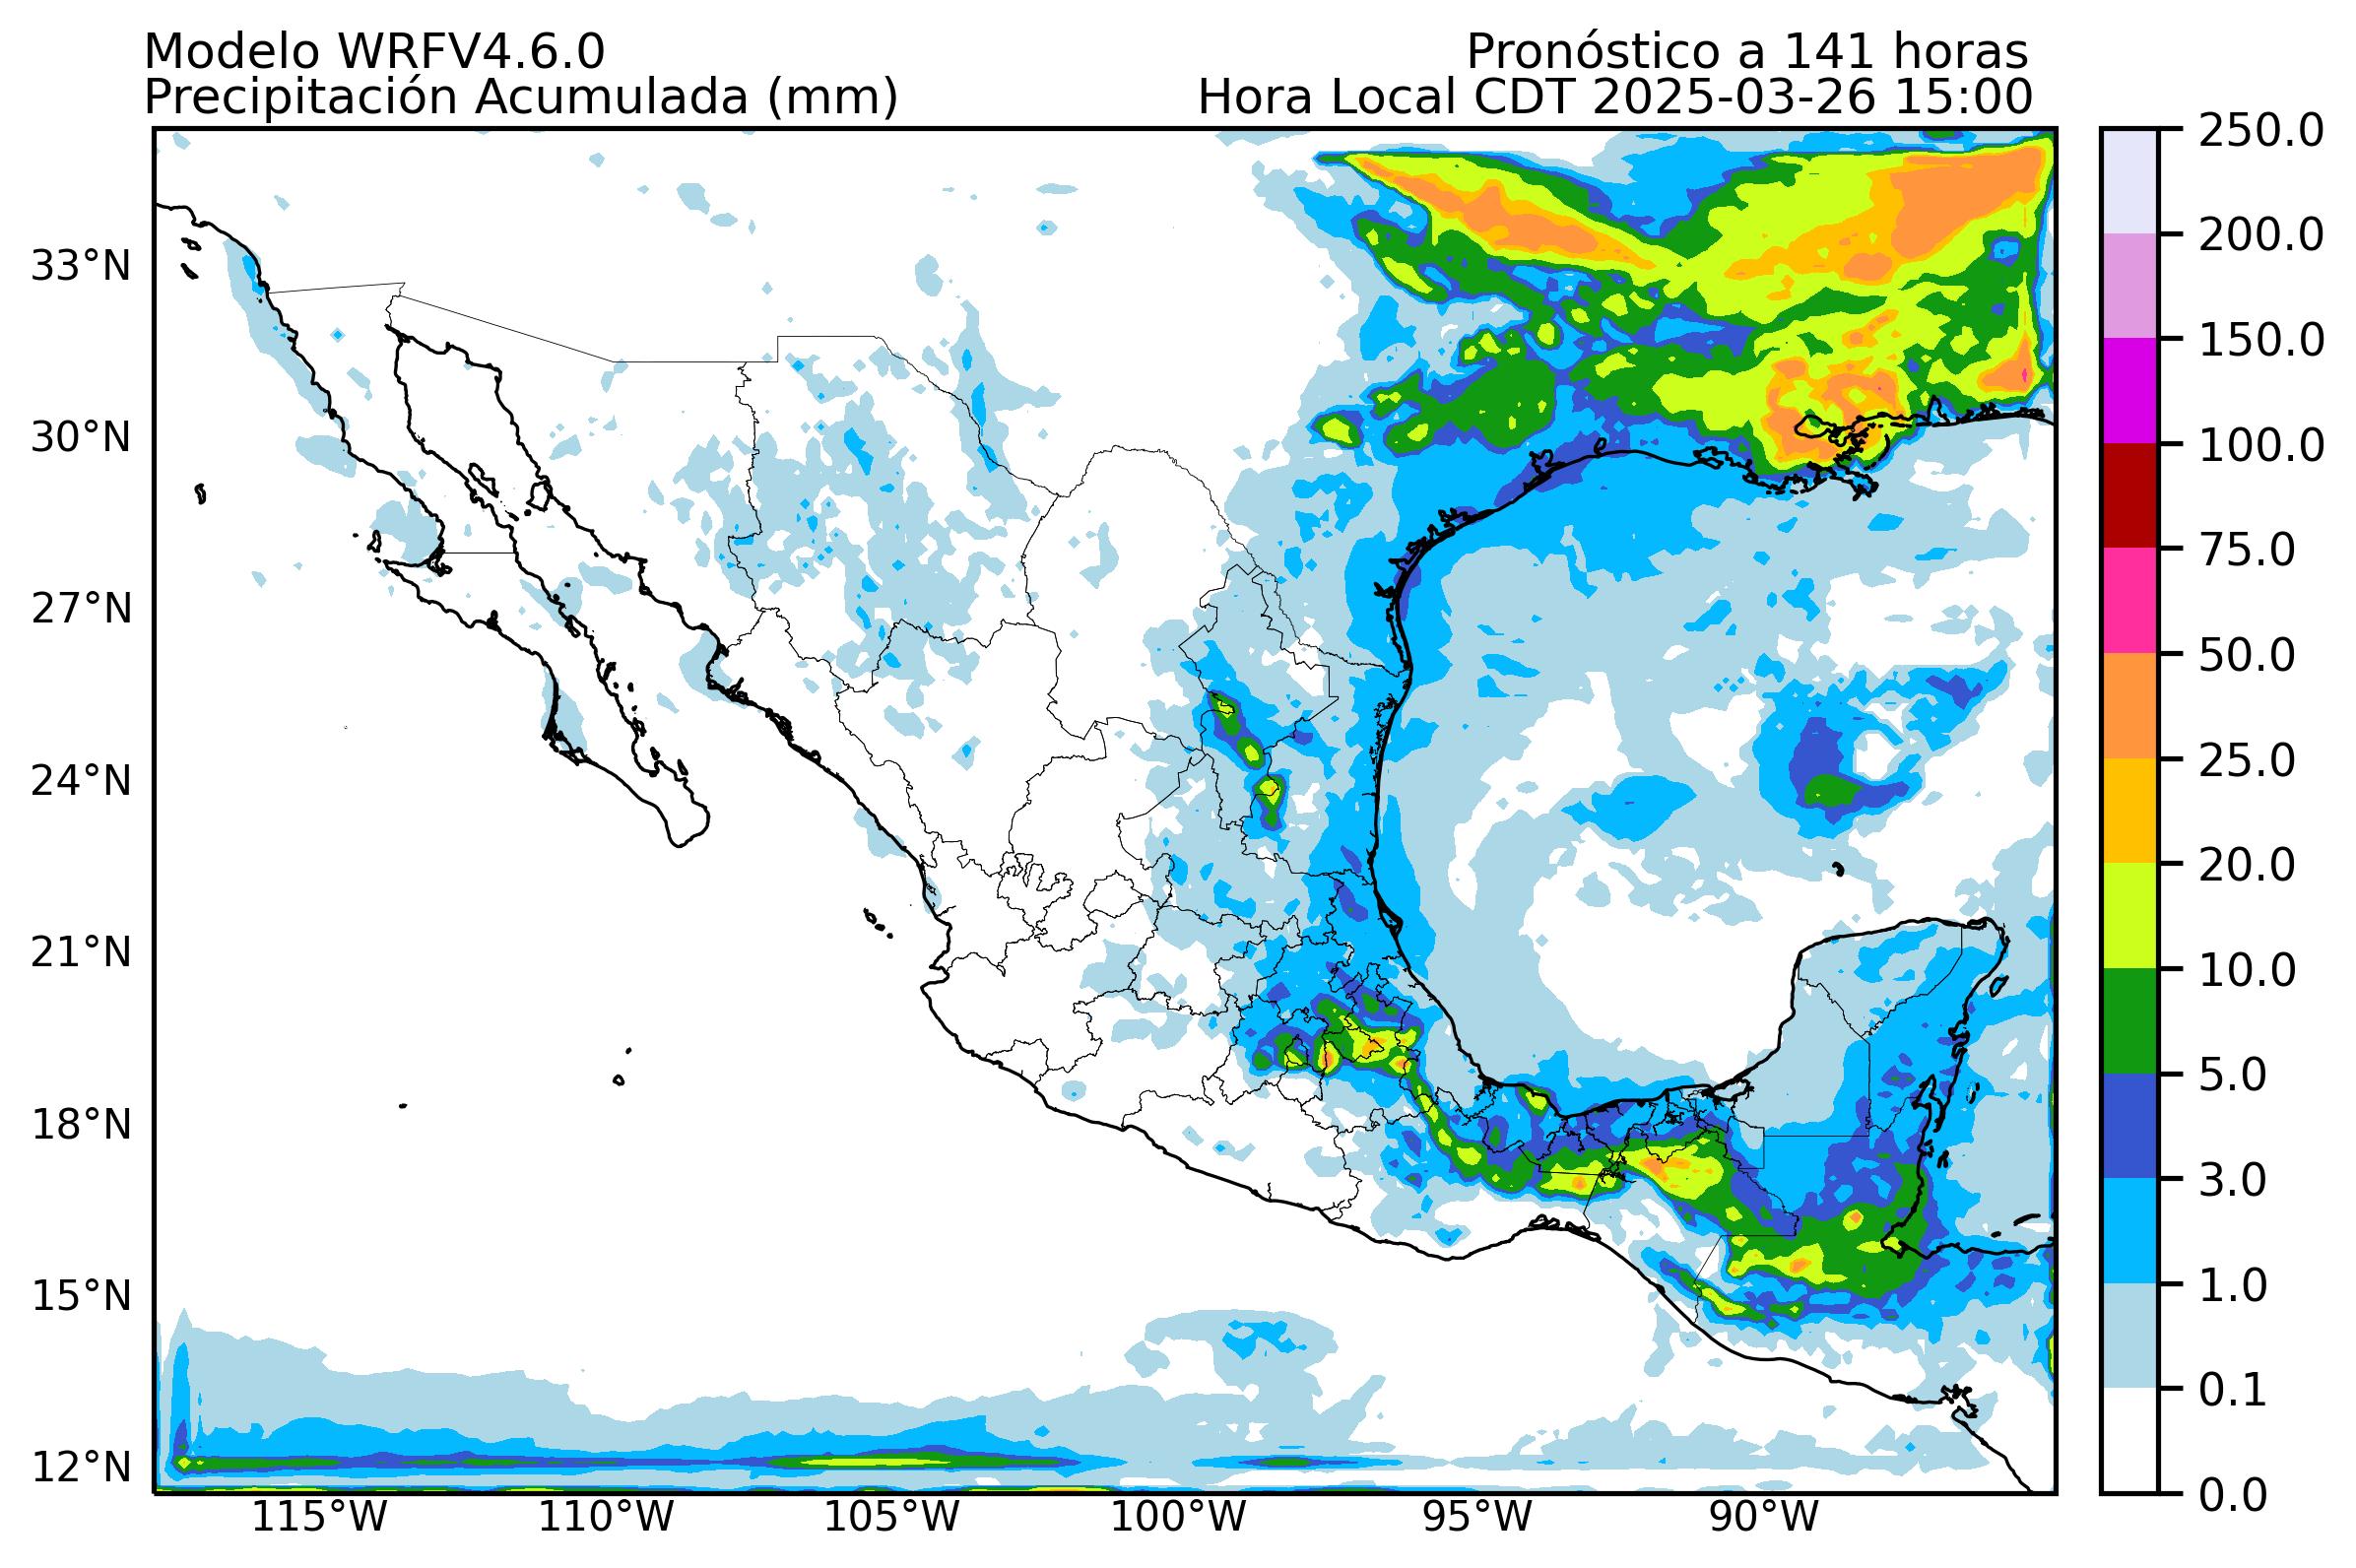 Modelo WRFV4.6.0
Pronóstico a 141 horas
Precipitación Acumulada (mm)
Hora Local CDT 2025-03-26 15:00
33°N
30°N
27°N
24°N
21°N
18°N
15°N
12°N
115°W
110°W
105°W
100°W
95°W
90°W
250.0
200.0
150.0
100.0
75.0
50.0
25.0
20.0
10.0
5.0
3.0
1.0
0.1
0.0